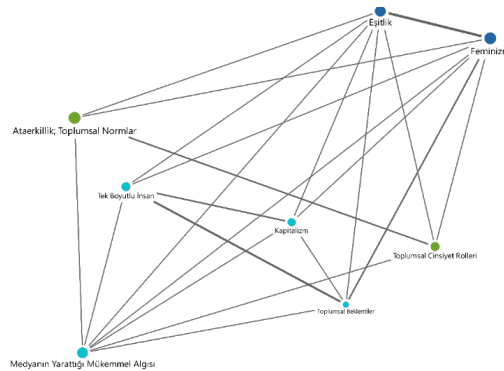 Eşitlik
Feminizm
Ataerkillik; Toplumsal Normlar
Tek Boyutlu İnsan
Kapitalizm
Toplumsal Cinsiyet Rolleri
Toplumsal Beklentiler
Medyanın Yarattığı Mükemmel Algısı